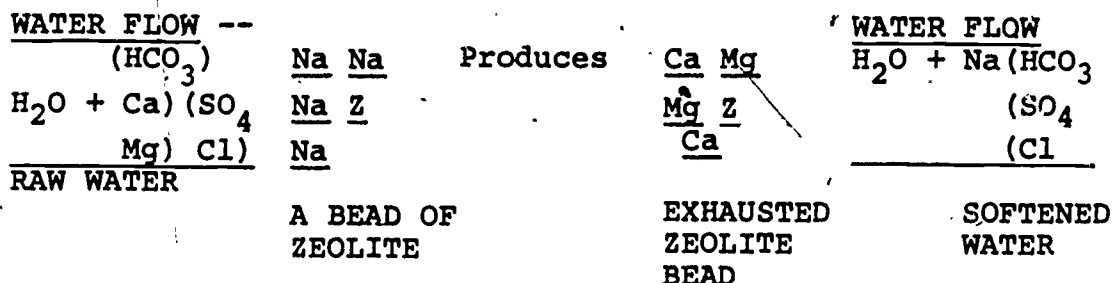 WATER FLOW -- WATER FLOW
(HCO3) Na Na Produces Ca Mg H2O + Na(HCO3
H2O + Ca)(SO4 Na Z Mg Z (SO4
Mg) Cl) Na Ca (Cl
RAW WATER
A BEAD OF EXHAUSTED SOFTENED
ZEOLITE ZEOLITE WATER
BEAD